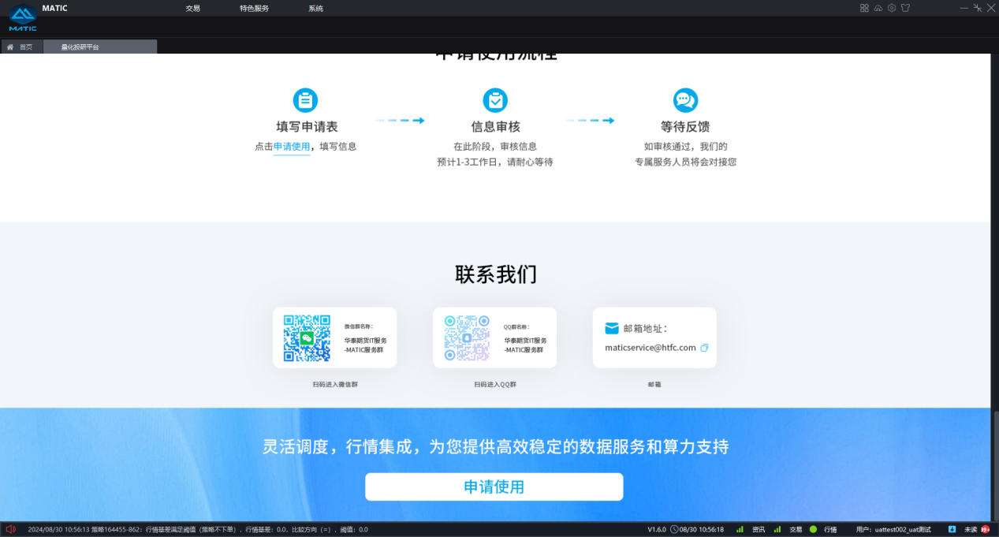 MATIC
交易
特色服务
系统
MATIC
首页
量化投研平台
申请使用流程
填写申请表
点击申请使用，填写信息
信息审核
在此阶段，审核信息
预计1-3工作日，请耐心等待
等待反馈
如审核通过，我们的
专属服务人员将会对接您
联系我们
微信群名称：
华泰期货IT服务
-MATIC服务群
扫码进入微信群
QQ群名称：
华泰期货IT服务
-MATIC服务群
扫码进入QQ群
邮箱地址：
maticservice@htfc.com
邮箱
灵活调度，行情集成，为您提供高效稳定的数据服务和算力支持
申请使用
2024/08/30 10:56:13 策略164455-862：行情基差满足阈值（策略不下单），行情基差：0.0，比较方向（=），阈值：0.0
V1.6.0 08/30 10:56:18 资讯 交易 行情 用户：uattest002_uat测试 未读